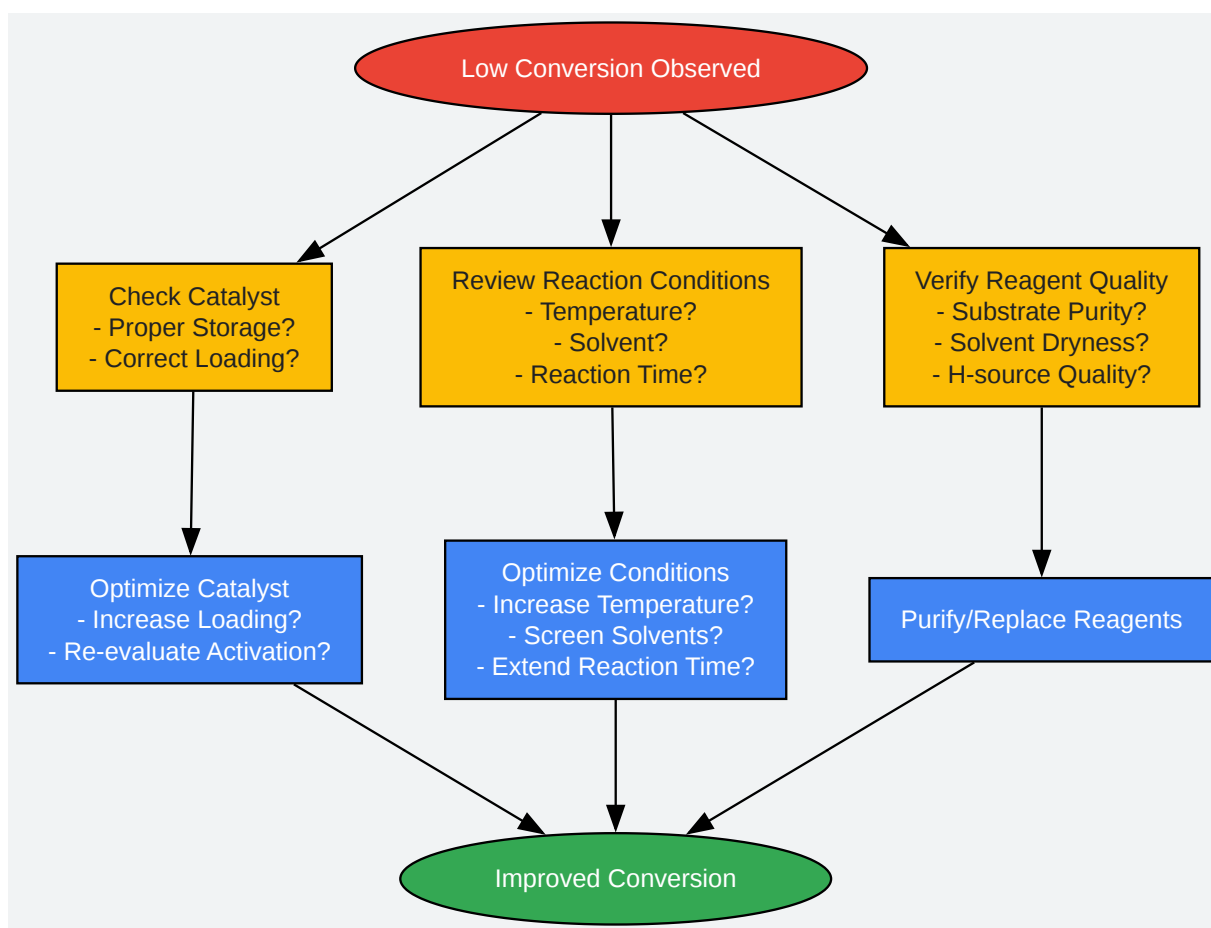 Low Conversion Observed
Check Catalyst
- Proper Storage?
- Correct Loading?
Review Reaction Conditions
- Temperature?
- Solvent?
- Reaction Time?
Verify Reagent Quality
- Substrate Purity?
- Solvent Dryness?
- H-source Quality?
Optimize Catalyst
- Increase Loading?
- Re-evaluate Activation?
Optimize Conditions
- Increase Temperature?
- Screen Solvents?
- Extend Reaction Time?
Purify/Replace Reagents
Improved Conversion